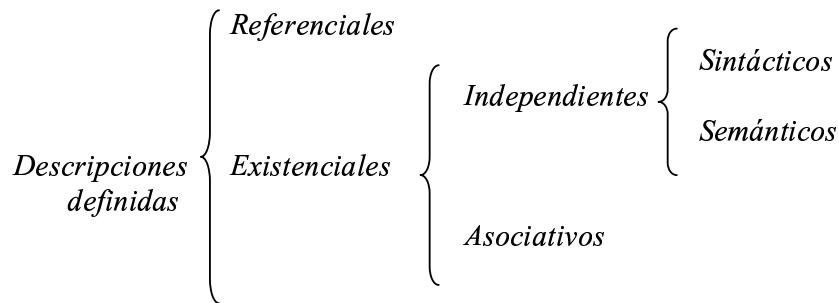 Referenciales
Sintácticos
Independientes
Semánticos
Descripciones
definidas
Existenciales
Asociativos